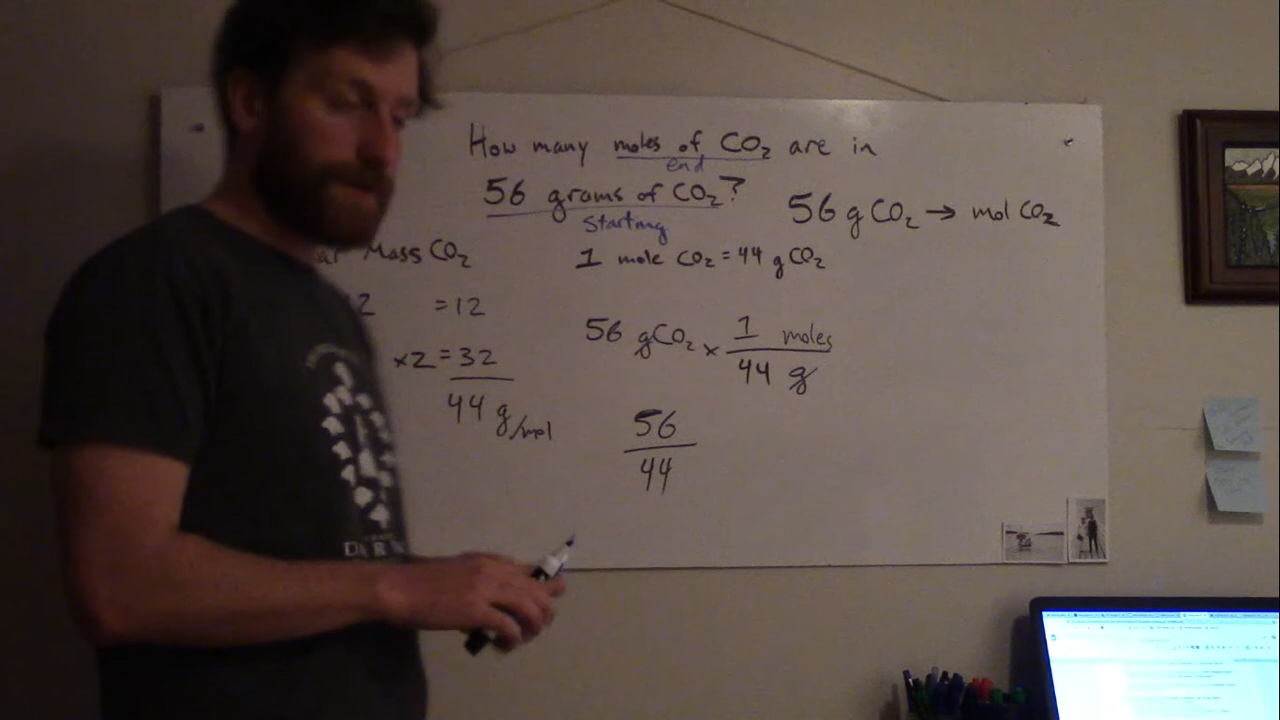 How many moles of CO₂ are in
end
56 grams of CO₂?
starting
56 g CO₂ → mol CO₂
Mass CO₂
1 mole CO₂ = 44 g CO₂
2 = 12
x2 = 32
44 g/mol
56 gCO₂ x 1 moles
44 g
56
44